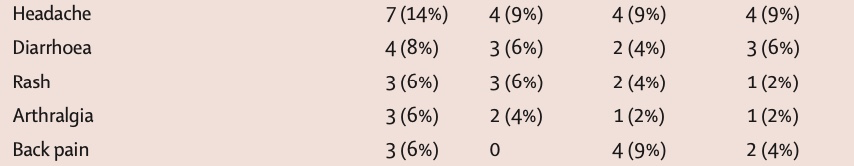 Headache 7 (14%) 4 (9%) 4 (9%) 4 (9%)
Diarrhoea 4 (8%) 3 (6%) 2 (4%) 3 (6%)
Rash 3 (6%) 3 (6%) 2 (4%) 1 (2%)
Arthralgia 3 (6%) 2 (4%) 1 (2%) 1 (2%)
Back pain 3 (6%) 0 4 (9%) 2 (4%)